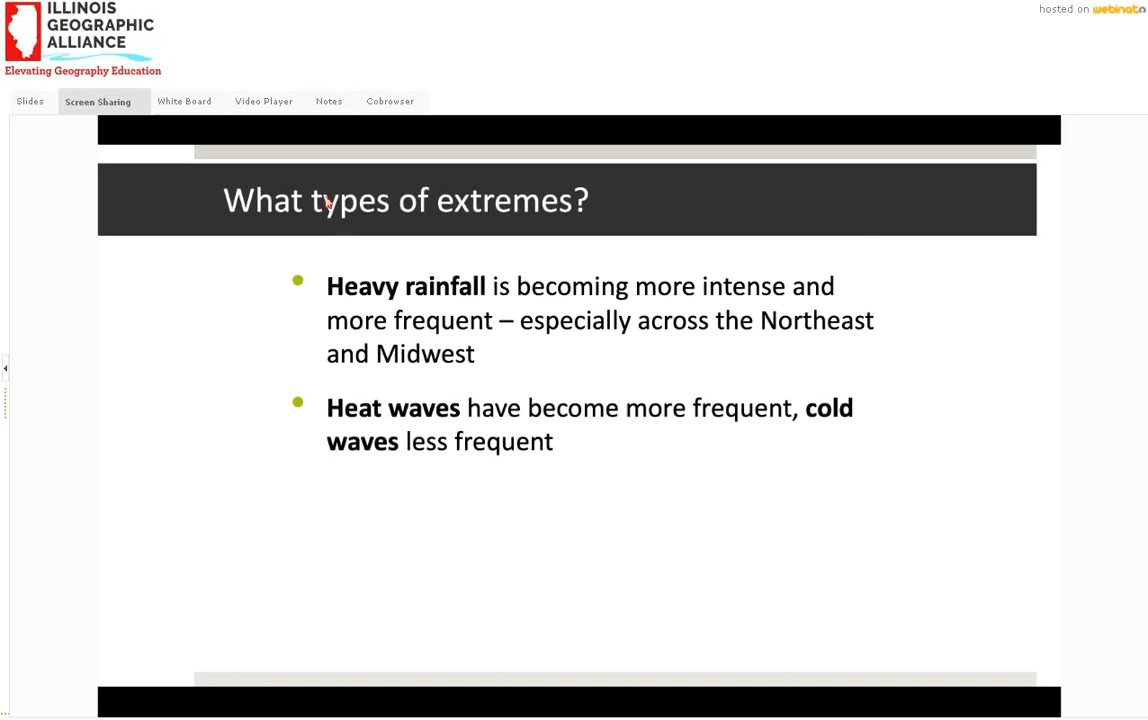 ILLINOIS
GEOGRAPHIC
ALLIANCE
Elevating Geography Education
hosted on webinato
Slides Screen Sharing White Board Video Player Notes Cobrowser
What types of extremes?
Heavy rainfall is becoming more intense and
more frequent – especially across the Northeast
and Midwest
Heat waves have become more frequent, cold
waves less frequent